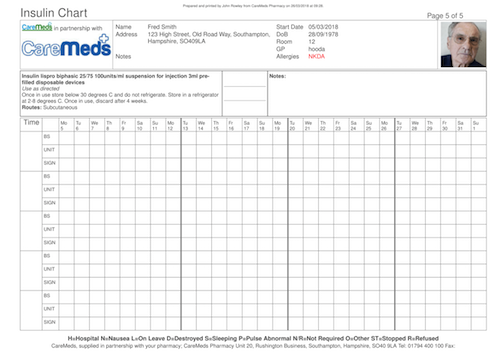 Prepared and printed by John Rowley from CareMeds Pharmacy on
Insulin Chart
Page 5 of 5
CareMeds in partnership with
CareMeds
Name Fred Smith
Address 123 High Street, Old Road Way, Southampton,
Hampshire, SO409LA
Notes
Start Date 05/03/2018
DoB 28/09/1978
Room 12
GP hooda
Allergies NKDA
Insulin lispro biphasic 25/75 100units/ml suspension for injection 3ml pre-
filled disposable devices
Use as directed
Once in use store below 30 degrees C and do not refrigerate. Store in a refrigerator
at 2-8 degrees C. Once in use, discard after 4 weeks.
Routes: Subcutaneous
Notes:
Time Mo Tu We Th Fr Sa Su Mo Tu We Th Fr Sa Su Mo Tu We Th Fr Sa Su Mo Tu We Th Fr Sa Su
5 6 7 8 9 10 11 12 13 14 15 16 17 18 19 20 21 22 23 24 25 26 27 28 29 30 31 1
BS
UNIT
SIGN
BS
UNIT
SIGN
BS
UNIT
SIGN
BS
UNIT
SIGN
BS
UNIT
SIGN
H=Hospital N=Nausea L=On Leave D=Destroyed S=Sleeping P=Pulse Abnormal N/R=Not Required O=Other ST=Stopped R=Refused
CareMeds, supplied in partnership with your pharmacy; CareMeds Pharmacy Unit 20, Rushington Business, Southampton, Hampshire, SO40 9LA Tel: 01794 400 100 Fax: